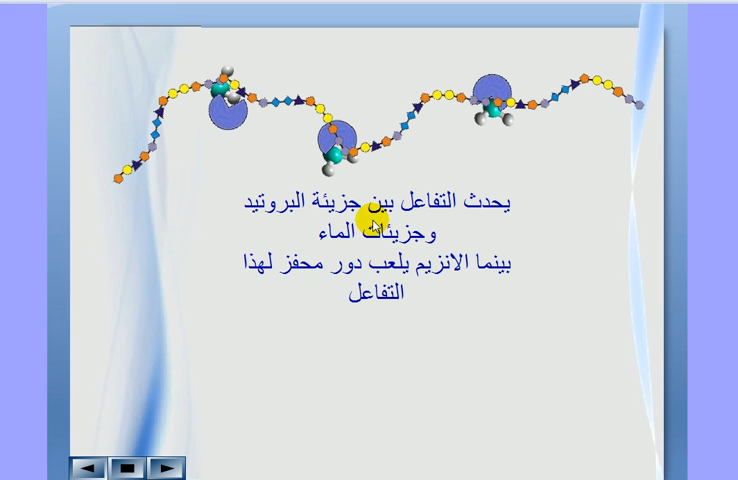 يحدث التفاعل بين جزيئة البروتيد
وجزيئات الماء
بينما الانزيم يلعب دور محفز لهذا
التفاعل